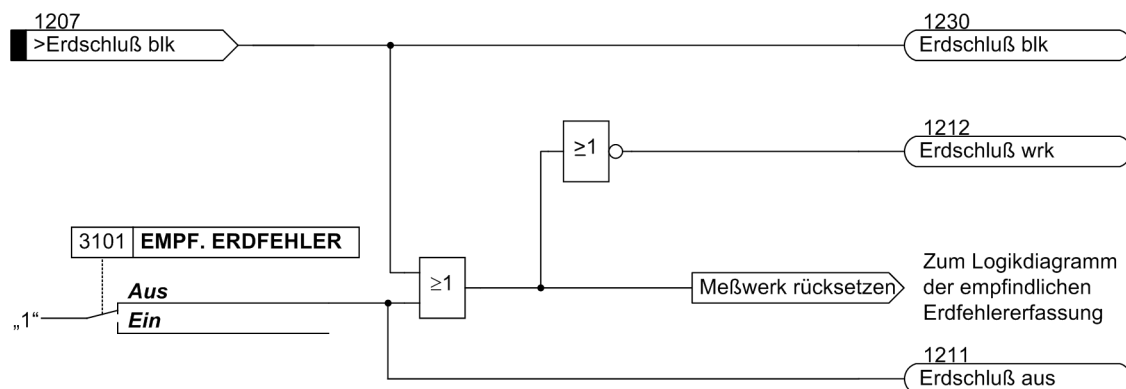 1207
>Erdschluß blk
1230
Erdschluß blk
≥1
1212
Erdschluß wrk
3101 EMPF. ERDFEHLER
≥1
Meßwerk rücksetzen
Zum Logikdiagramm
der empfindlichen
Erdfehlererfassung
„1“
Aus
Ein
1211
Erdschluß aus